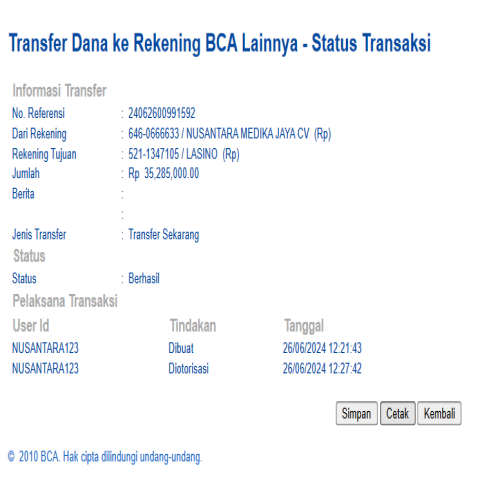 Transfer Dana ke Rekening BCA Lainnya - Status Transaksi
Informasi Transfer
No. Referensi : 24062600991592
Dari Rekening : 646-0666633 / NUSANTARA MEDIKA JAYA CV (Rp)
Rekening Tujuan : 521-1347105 / LASINO (Rp)
Jumlah : Rp 35,285,000.00
Berita :
:
Jenis Transfer : Transfer Sekarang
Status
Status : Berhasil
Pelaksana Transaksi
User Id Tindakan Tanggal
NUSANTARA123 Dibuat 26/06/2024 12:21:43
NUSANTARA123 Diotorisasi 26/06/2024 12:27:42
Simpan Cetak Kembali
© 2010 BCA. Hak cipta dilindungi undang-undang.